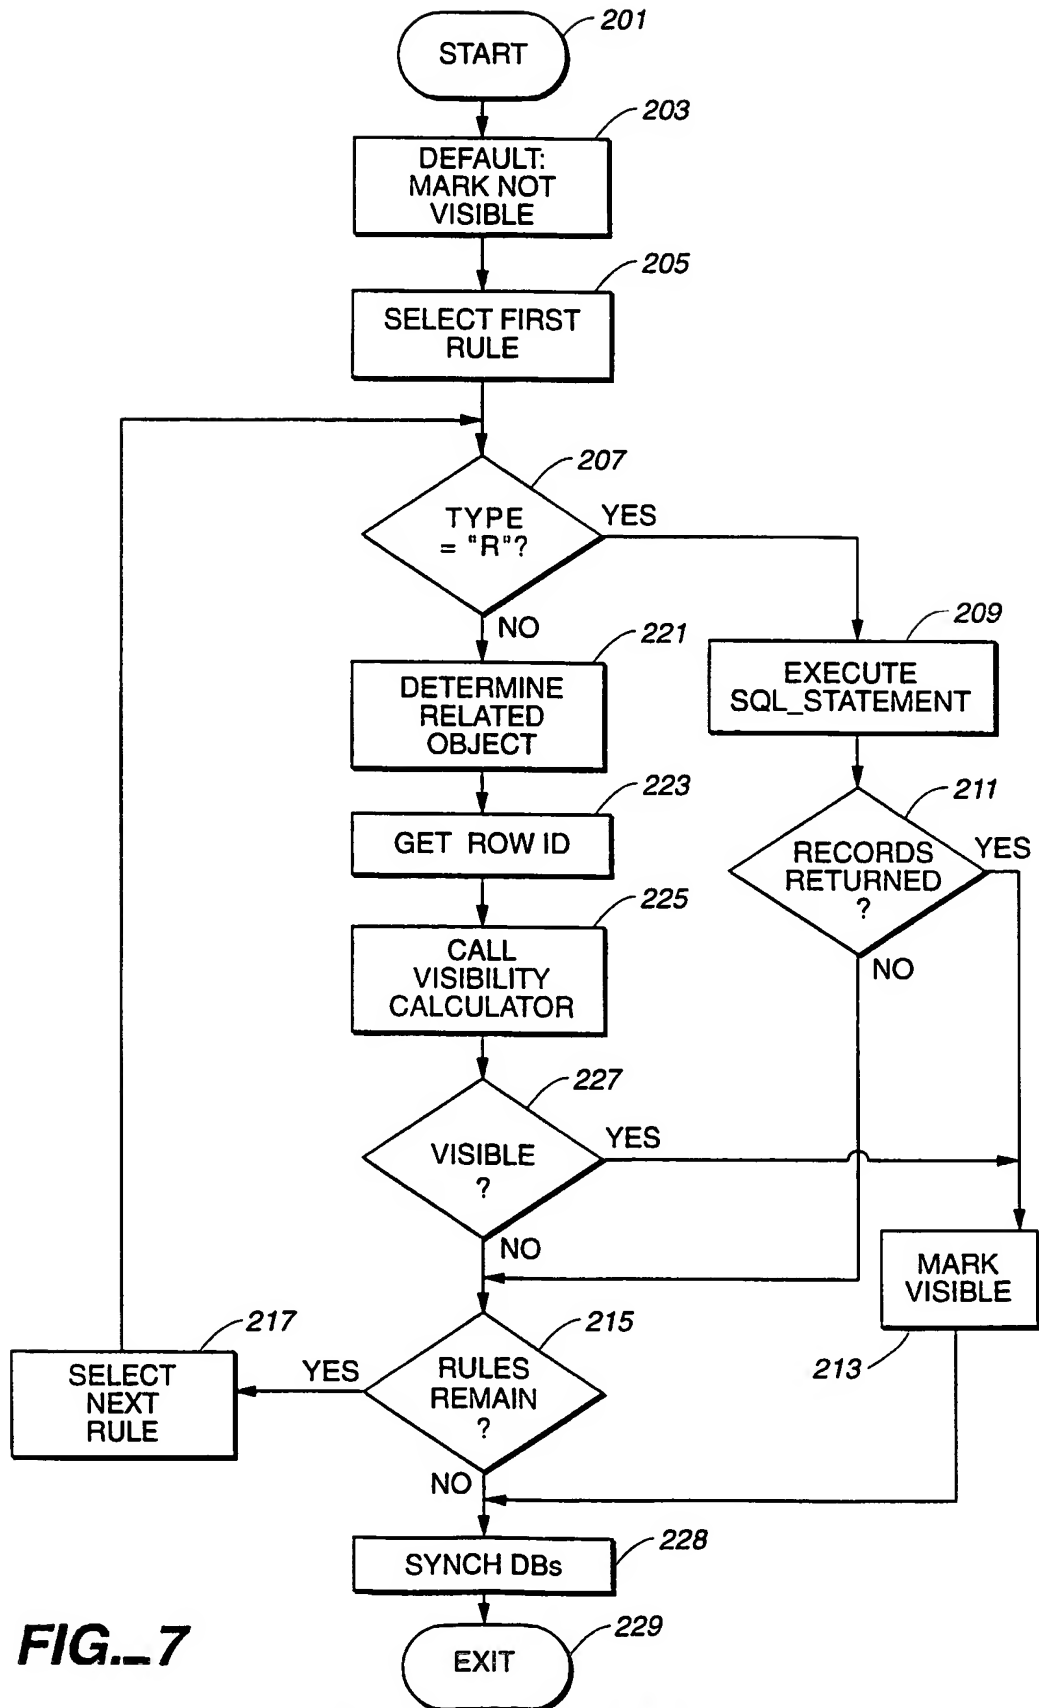 201
START
203
DEFAULT:
MARK NOT
VISIBLE
205
SELECT FIRST
RULE
207
TYPE
= "R"?
YES
NO
221
DETERMINE
RELATED
OBJECT
209
EXECUTE
SQL_STATEMENT
223
GET ROW ID
211
RECORDS
RETURNED
?
YES
NO
225
CALL
VISIBILITY
CALCULATOR
227
VISIBLE
?
YES
NO
MARK
VISIBLE
213
217
SELECT
NEXT
RULE
YES
215
RULES
REMAIN
?
NO
228
SYNCH DBs
229
EXIT
FIG._7